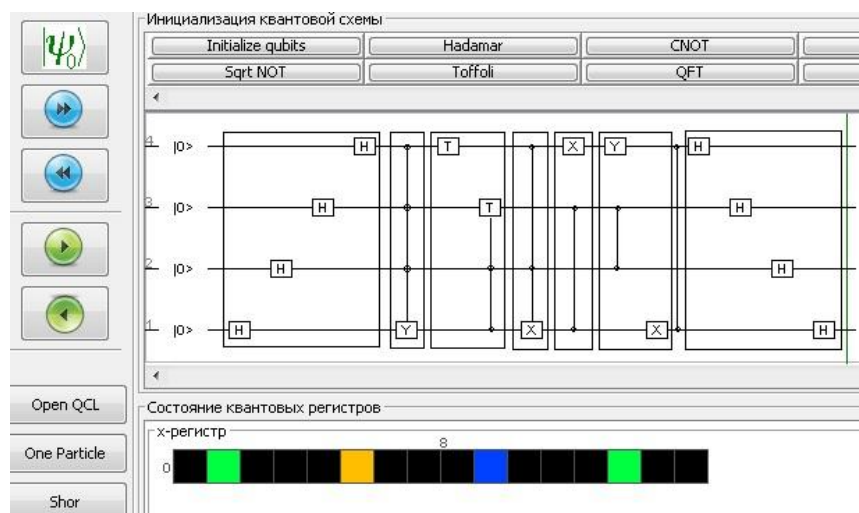 |ψ0⟩
Инициализация квантовой схемы
Initialize qubits Hadamar CNOT
Sqrt NOT Toffoli QFT
4 |0> H T X Y H
3 |0> H T H
2 |0> H H
1 |0> H Y X X H
Open QCL
One Particle
Shor
Состояние квантовых регистров
х-регистр
8
0